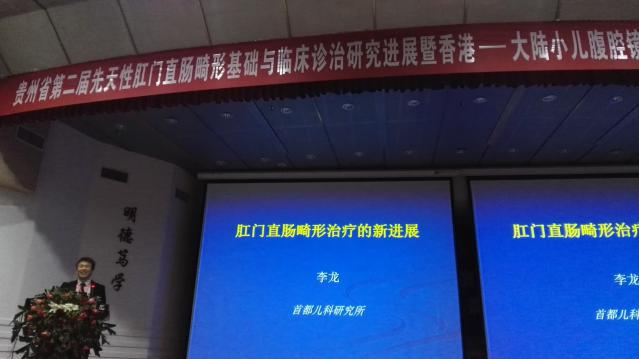 贵州省第二届先天性肛门直肠畸形基础与临床诊治研究进展暨香港—大陆小儿腹腔镜
明德笃学
肛门直肠畸形治疗的新进展
李龙
首都儿科研究所
肛门直肠畸形治疗
李龙
首都儿科